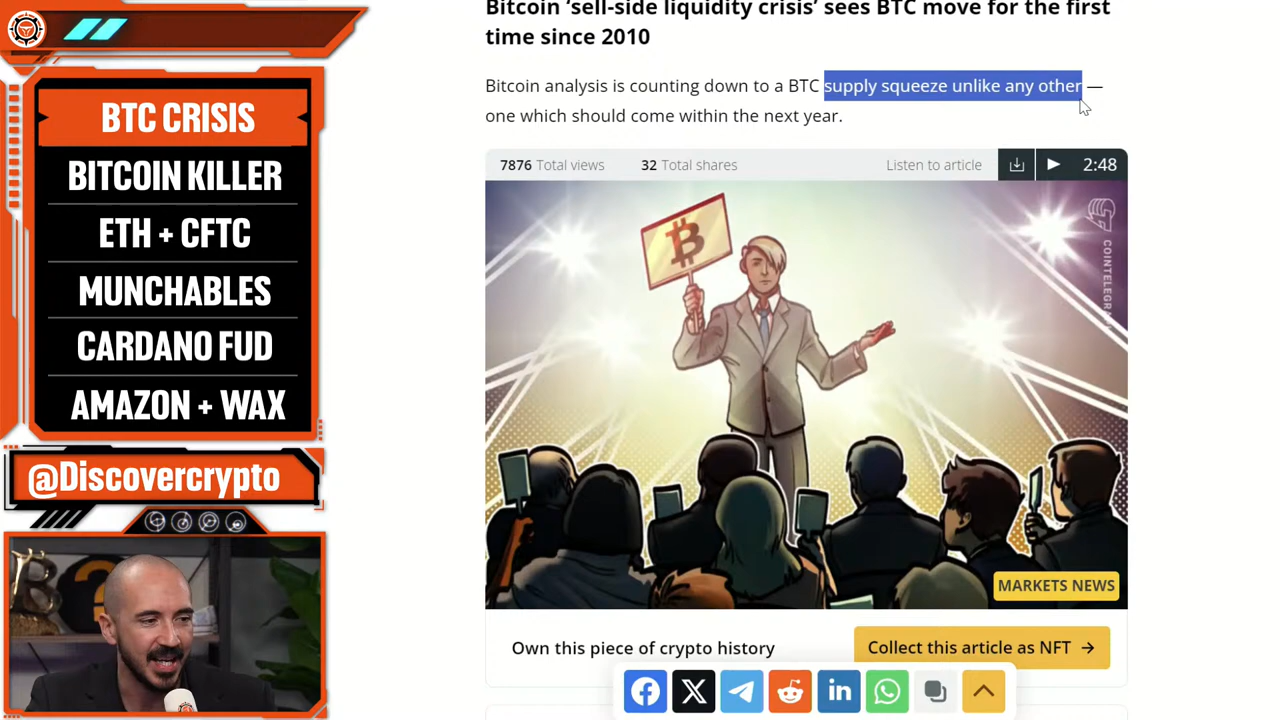 BTC CRISIS
BITCOIN KILLER
ETH + CFTC
MUNCHABLES
CARDANO FUD
AMAZON + WAX
@Discovercrypto
Bitcoin ‘sell-side liquidity crisis’ sees BTC move for the first
time since 2010
Bitcoin analysis is counting down to a BTC supply squeeze unlike any other —
one which should come within the next year.
7876 Total views 32 Total shares Listen to article 2:48
COINTELEGRA
MARKETS NEWS
Own this piece of crypto history
Collect this article as NFT →